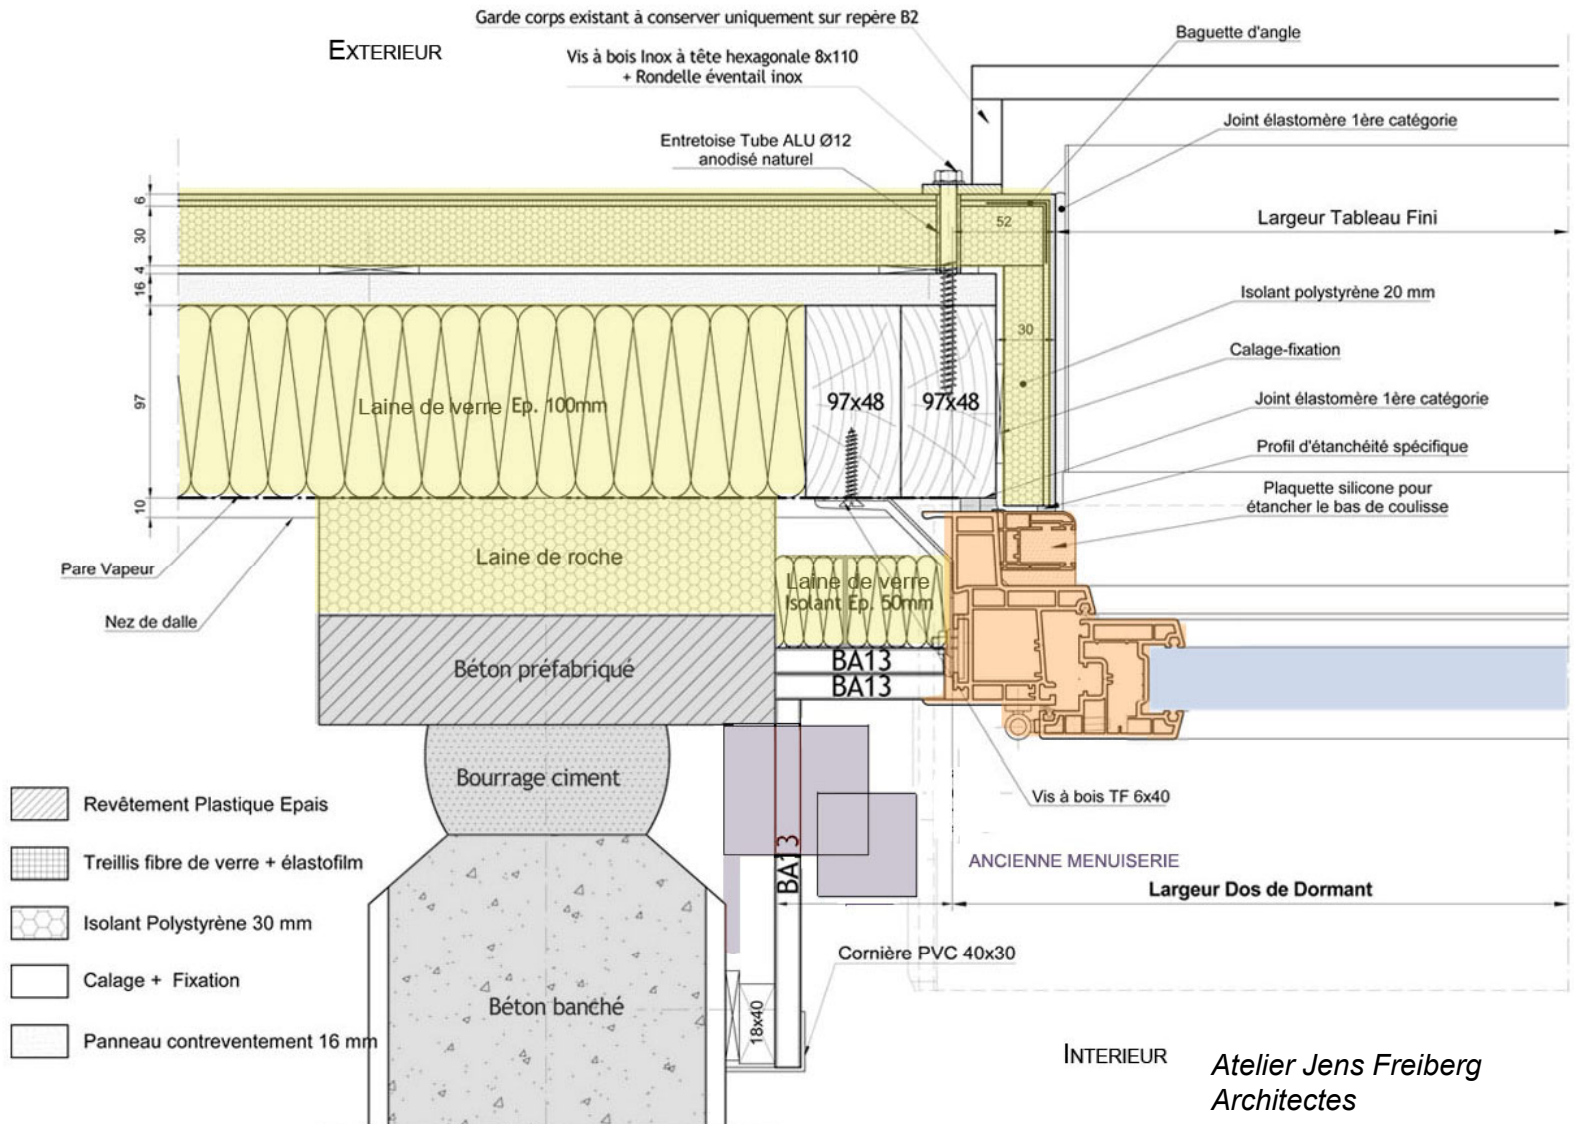 Garde corps existant à conserver uniquement sur repère B2
EXTERIEUR
Baguette d'angle
Vis à bois Inox à tête hexagonale 8x110
+ Rondelle éventail inox
Joint élastomère 1ère catégorie
Entretoise Tube ALU Ø12
anodisé naturel
6
30
4
16
97
10
52
Largeur Tableau Fini
Isolant polystyrène 20 mm
30
Calage-fixation
Laine de verre Ep. 100mm
97x48
97x48
Joint élastomère 1ère catégorie
Profil d'étanchéité spécifique
Plaquette silicone pour
étancher le bas de coulisse
Pare Vapeur
Laine de roche
Laine de verre
Isolant Ep. 50mm
Nez de dalle
BA13
BA13
Béton préfabriqué
Bourrage ciment
Vis à bois TF 6x40
BA13
ANCIENNE MENUISERIE
Largeur Dos de Dormant
Revêtement Plastique Epais
Treillis fibre de verre + élastofilm
Isolant Polystyrène 30 mm
Calage + Fixation
Panneau contreventement 16 mm
Cornière PVC 40x30
Béton banché
18x40
INTERIEUR
Atelier Jens Freiberg
Architectes